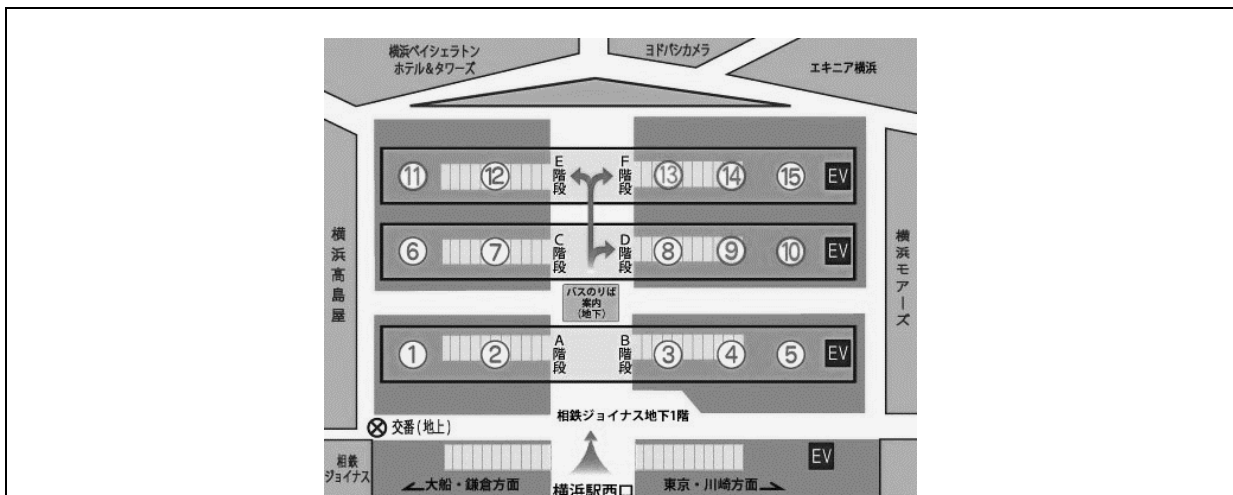 横浜ベイシェラトン
ホテル&タワーズ
ヨドバシカメラ
エキニア横浜
⑪
⑫
E階段
F階段
⑬
⑭
⑮
EV
横浜高島屋
⑥
⑦
C階段
D階段
⑧
⑨
⑩
EV
横浜モアーズ
バスのりば
案内
(地下)
①
②
A階段
B階段
③
④
⑤
EV
相鉄ジョイナス地下1階
交番(地上)
相鉄
ジョイナス
EV
大船・鎌倉方面
横浜駅西口
東京・川崎方面